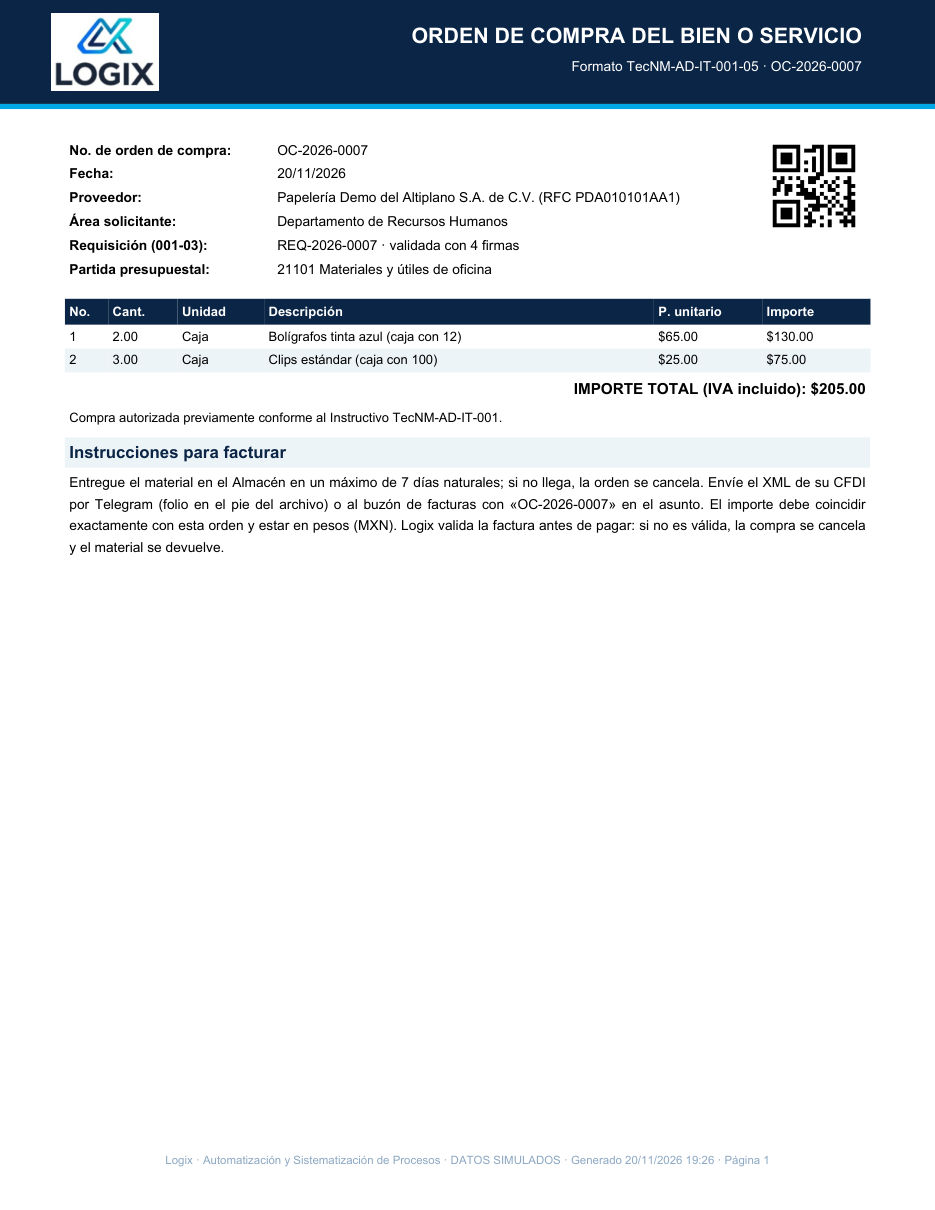 LOGIX
ORDEN DE COMPRA DEL BIEN O SERVICIO
Formato TecNM-AD-IT-001-05 · OC-2026-0007
No. de orden de compra: OC-2026-0007
Fecha: 20/11/2026
Proveedor: Papelería Demo del Altiplano S.A. de C.V. (RFC PDA010101AA1)
Área solicitante: Departamento de Recursos Humanos
Requisición (001-03): REQ-2026-0007 · validada con 4 firmas
Partida presupuestal: 21101 Materiales y útiles de oficina
No. Cant. Unidad Descripción P. unitario Importe
1 2.00 Caja Bolígrafos tinta azul (caja con 12) $65.00 $130.00
2 3.00 Caja Clips estándar (caja con 100) $25.00 $75.00
IMPORTE TOTAL (IVA incluido): $205.00
Compra autorizada previamente conforme al Instructivo TecNM-AD-IT-001.
Instrucciones para facturar
Entregue el material en el Almacén en un máximo de 7 días naturales; si no llega, la orden se cancela. Envíe el XML de su CFDI
por Telegram (folio en el pie del archivo) o al buzón de facturas con «OC-2026-0007» en el asunto. El importe debe coincidir
exactamente con esta orden y estar en pesos (MXN). Logix valida la factura antes de pagar: si no es válida, la compra se cancela
y el material se devuelve.
Logix · Automatización y Sistematización de Procesos · DATOS SIMULADOS · Generado 20/11/2026 19:26 · Página 1